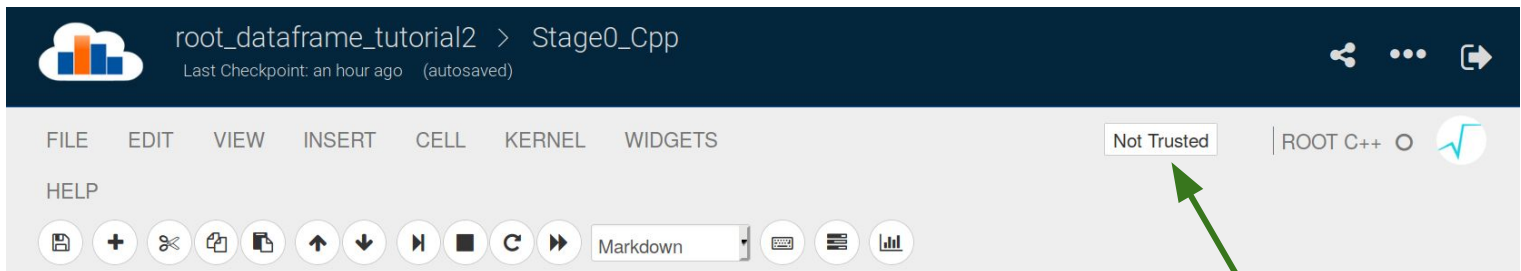 root_dataframe_tutorial2 > Stage0_Cpp
Last Checkpoint: an hour ago (autosaved)
FILE EDIT VIEW INSERT CELL KERNEL WIDGETS Not Trusted ROOT C++
HELP
Markdown